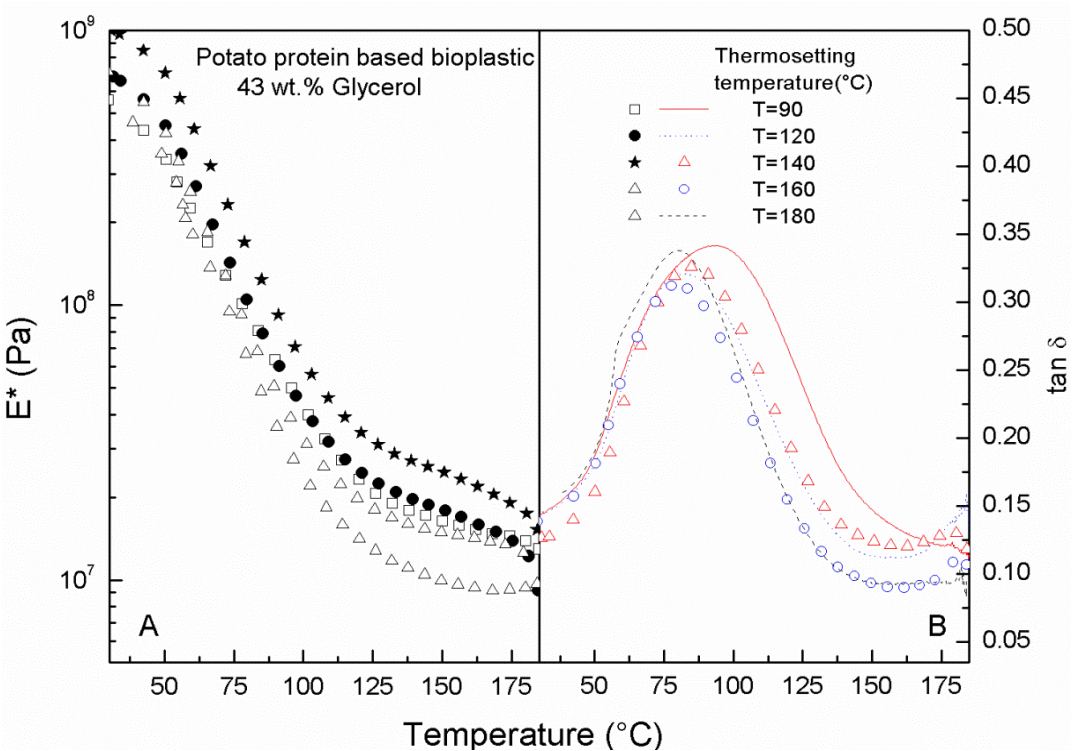 10⁹
10⁸
10⁷
E* (Pa)
Potato protein based bioplastic
43 wt.% Glycerol
A
50 75 100 125 150 175
Thermosetting
temperature(°C)
T=90
T=120
T=140
T=160
T=180
B
50 75 100 125 150 175
0.50
0.45
0.40
0.35
0.30
0.25
0.20
0.15
0.10
0.05
tan δ
Temperature (°C)